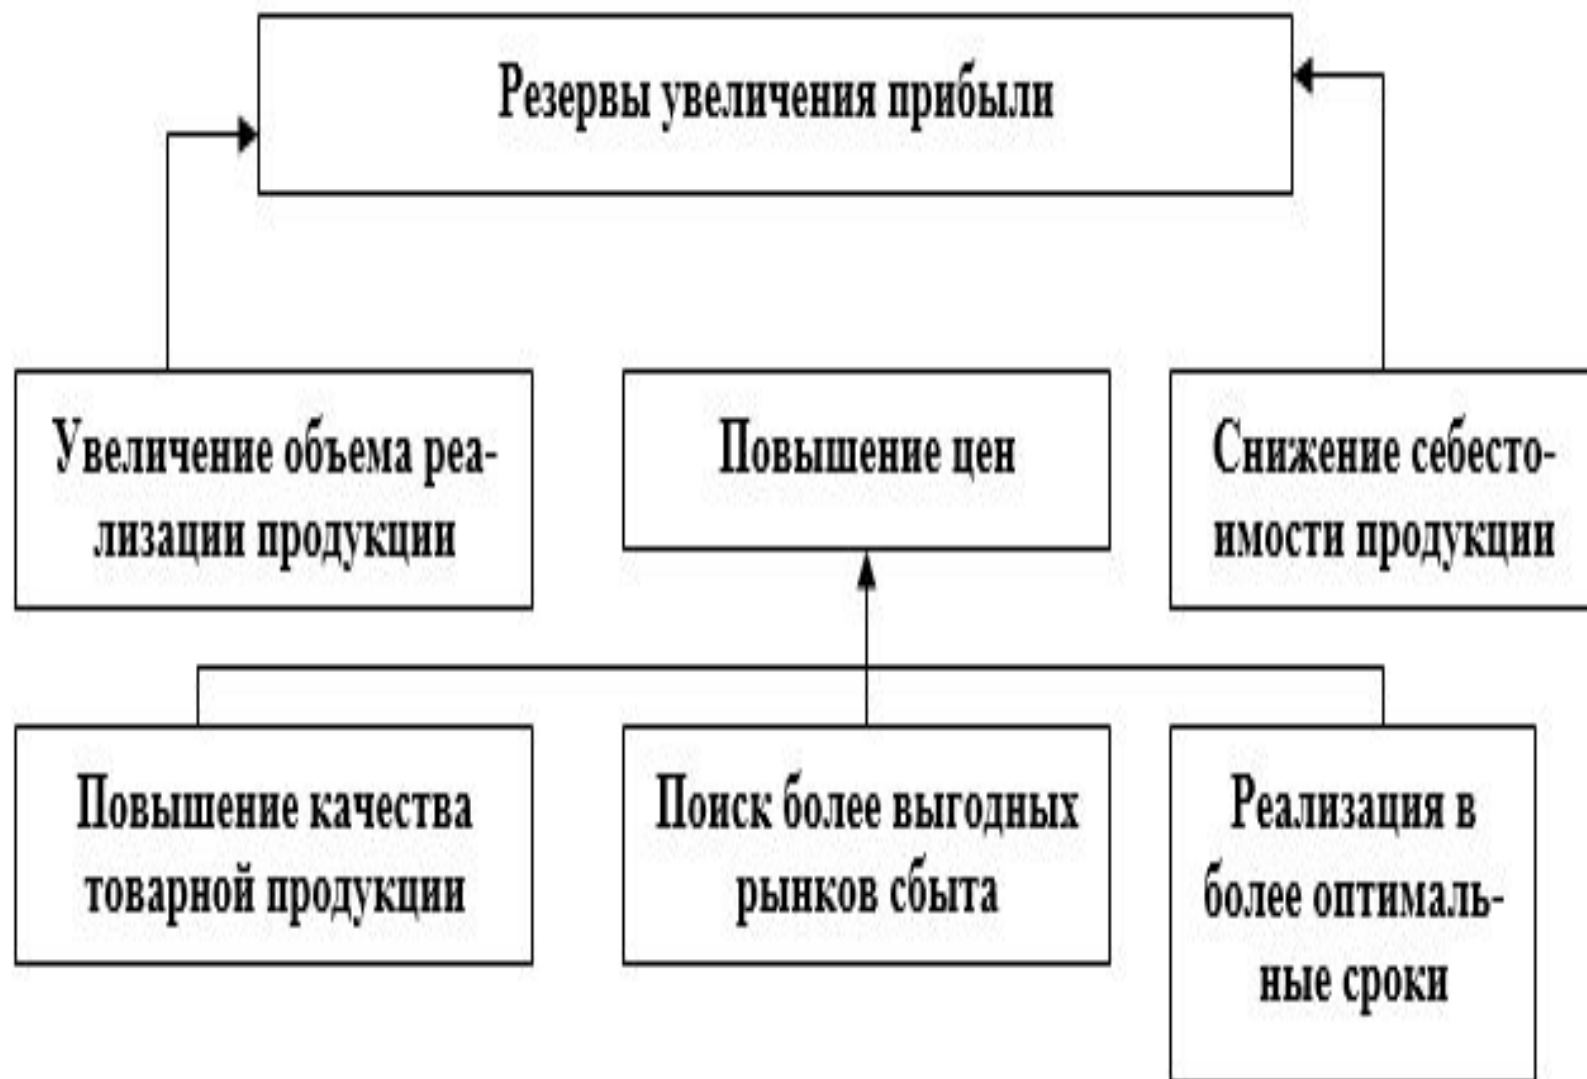 Резервы увеличения прибыли
Увеличение объема реа-
лизации продукции
Повышение цен
Снижение себесто-
имости продукции
Повышение качества
товарной продукции
Поиск более выгодных
рынков сбыта
Реализация в
более оптималь-
ные сроки